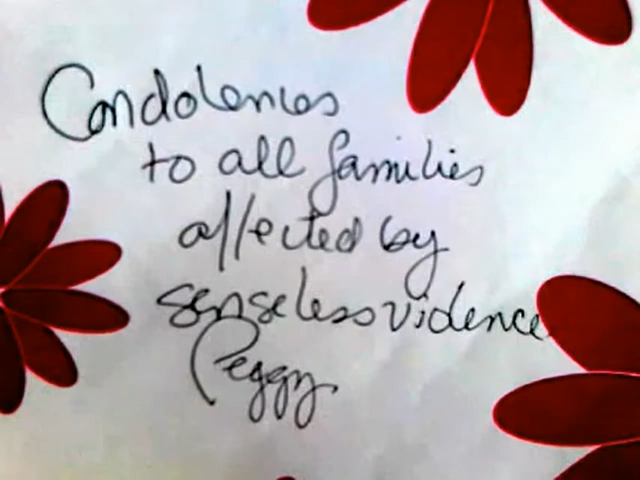 Condolences
to all families
affected by
senseless violence
Peggy